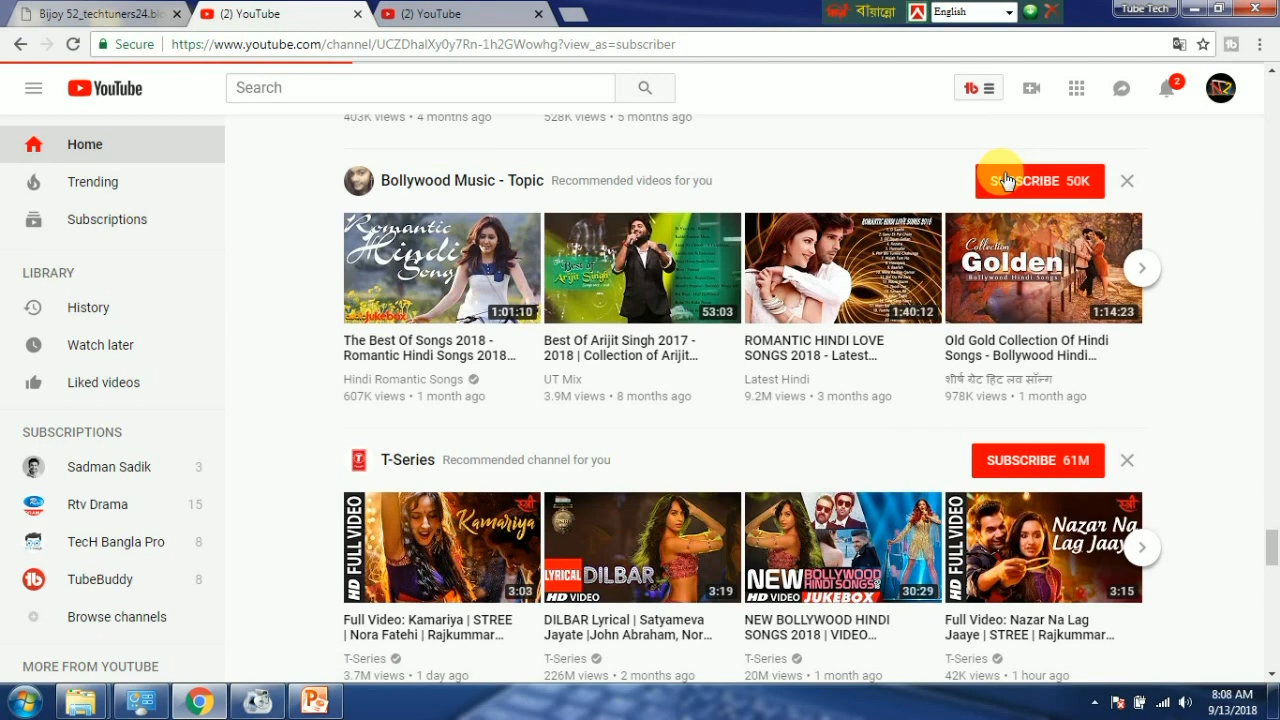 Bijoy 52_techtuners24.bl
(2) YouTube
(2) YouTube
বাঁয়ান্নো
English
Tube Tech
Secure
https://www.youtube.com/channel/UCZDhalXy0y7Rn-1h2GWowhg?view_as=subscriber
YouTube
Search
2
Home
Trending
Subscriptions
LIBRARY
History
Watch later
Liked videos
SUBSCRIPTIONS
Sadman Sadik 3
Rtv Drama 15
TecH Bangla Pro 8
TubeBuddy 8
Browse channels
MORE FROM YOUTUBE
403K views • 4 months ago
528K views • 5 months ago
Bollywood Music - Topic Recommended videos for you
SUBSCRIBE 50K
Romantic Hindi Song
jukebox
1:01:10
Best of Arijit Singh
53:03
ROMANTIC HINDI LOVE SONGS 2018
1:40:12
Collection
Golden
Bollywood Hindi Songs
1:14:23
The Best Of Songs 2018 -
Romantic Hindi Songs 2018...
Hindi Romantic Songs
607K views • 1 month ago
Best Of Arijit Singh 2017 -
2018 | Collection of Arijit...
UT Mix
3.9M views • 8 months ago
ROMANTIC HINDI LOVE
SONGS 2018 - Latest...
Latest Hindi
9.2M views • 3 months ago
Old Gold Collection Of Hindi
Songs - Bollywood Hindi...
शीर्ष ग्रेट हिट लव सॉन्ग
978K views • 1 month ago
T-Series Recommended channel for you
SUBSCRIBE 61M
HD FULL VIDEO
Kamariya
स्त्री
3:03
LYRICAL DILBAR
HD VIDEO
3:19
NEW BOLLYWOOD
HINDI SONGS
HD VIDEO JUKEBOX
30:29
HD FULL VIDEO
Nazar Na
Lag Jaaye
स्त्री
3:15
Full Video: Kamariya | STREE
| Nora Fatehi | Rajkummar...
T-Series
3.7M views • 1 day ago
DILBAR Lyrical | Satyameva
Jayate |John Abraham, Nor...
T-Series
226M views • 2 months ago
NEW BOLLYWOOD HINDI
SONGS 2018 | VIDEO...
T-Series
20M views • 1 month ago
Full Video: Nazar Na Lag
Jaaye | STREE | Rajkummar...
T-Series
42K views • 1 hour ago
8:08 AM
9/13/2018